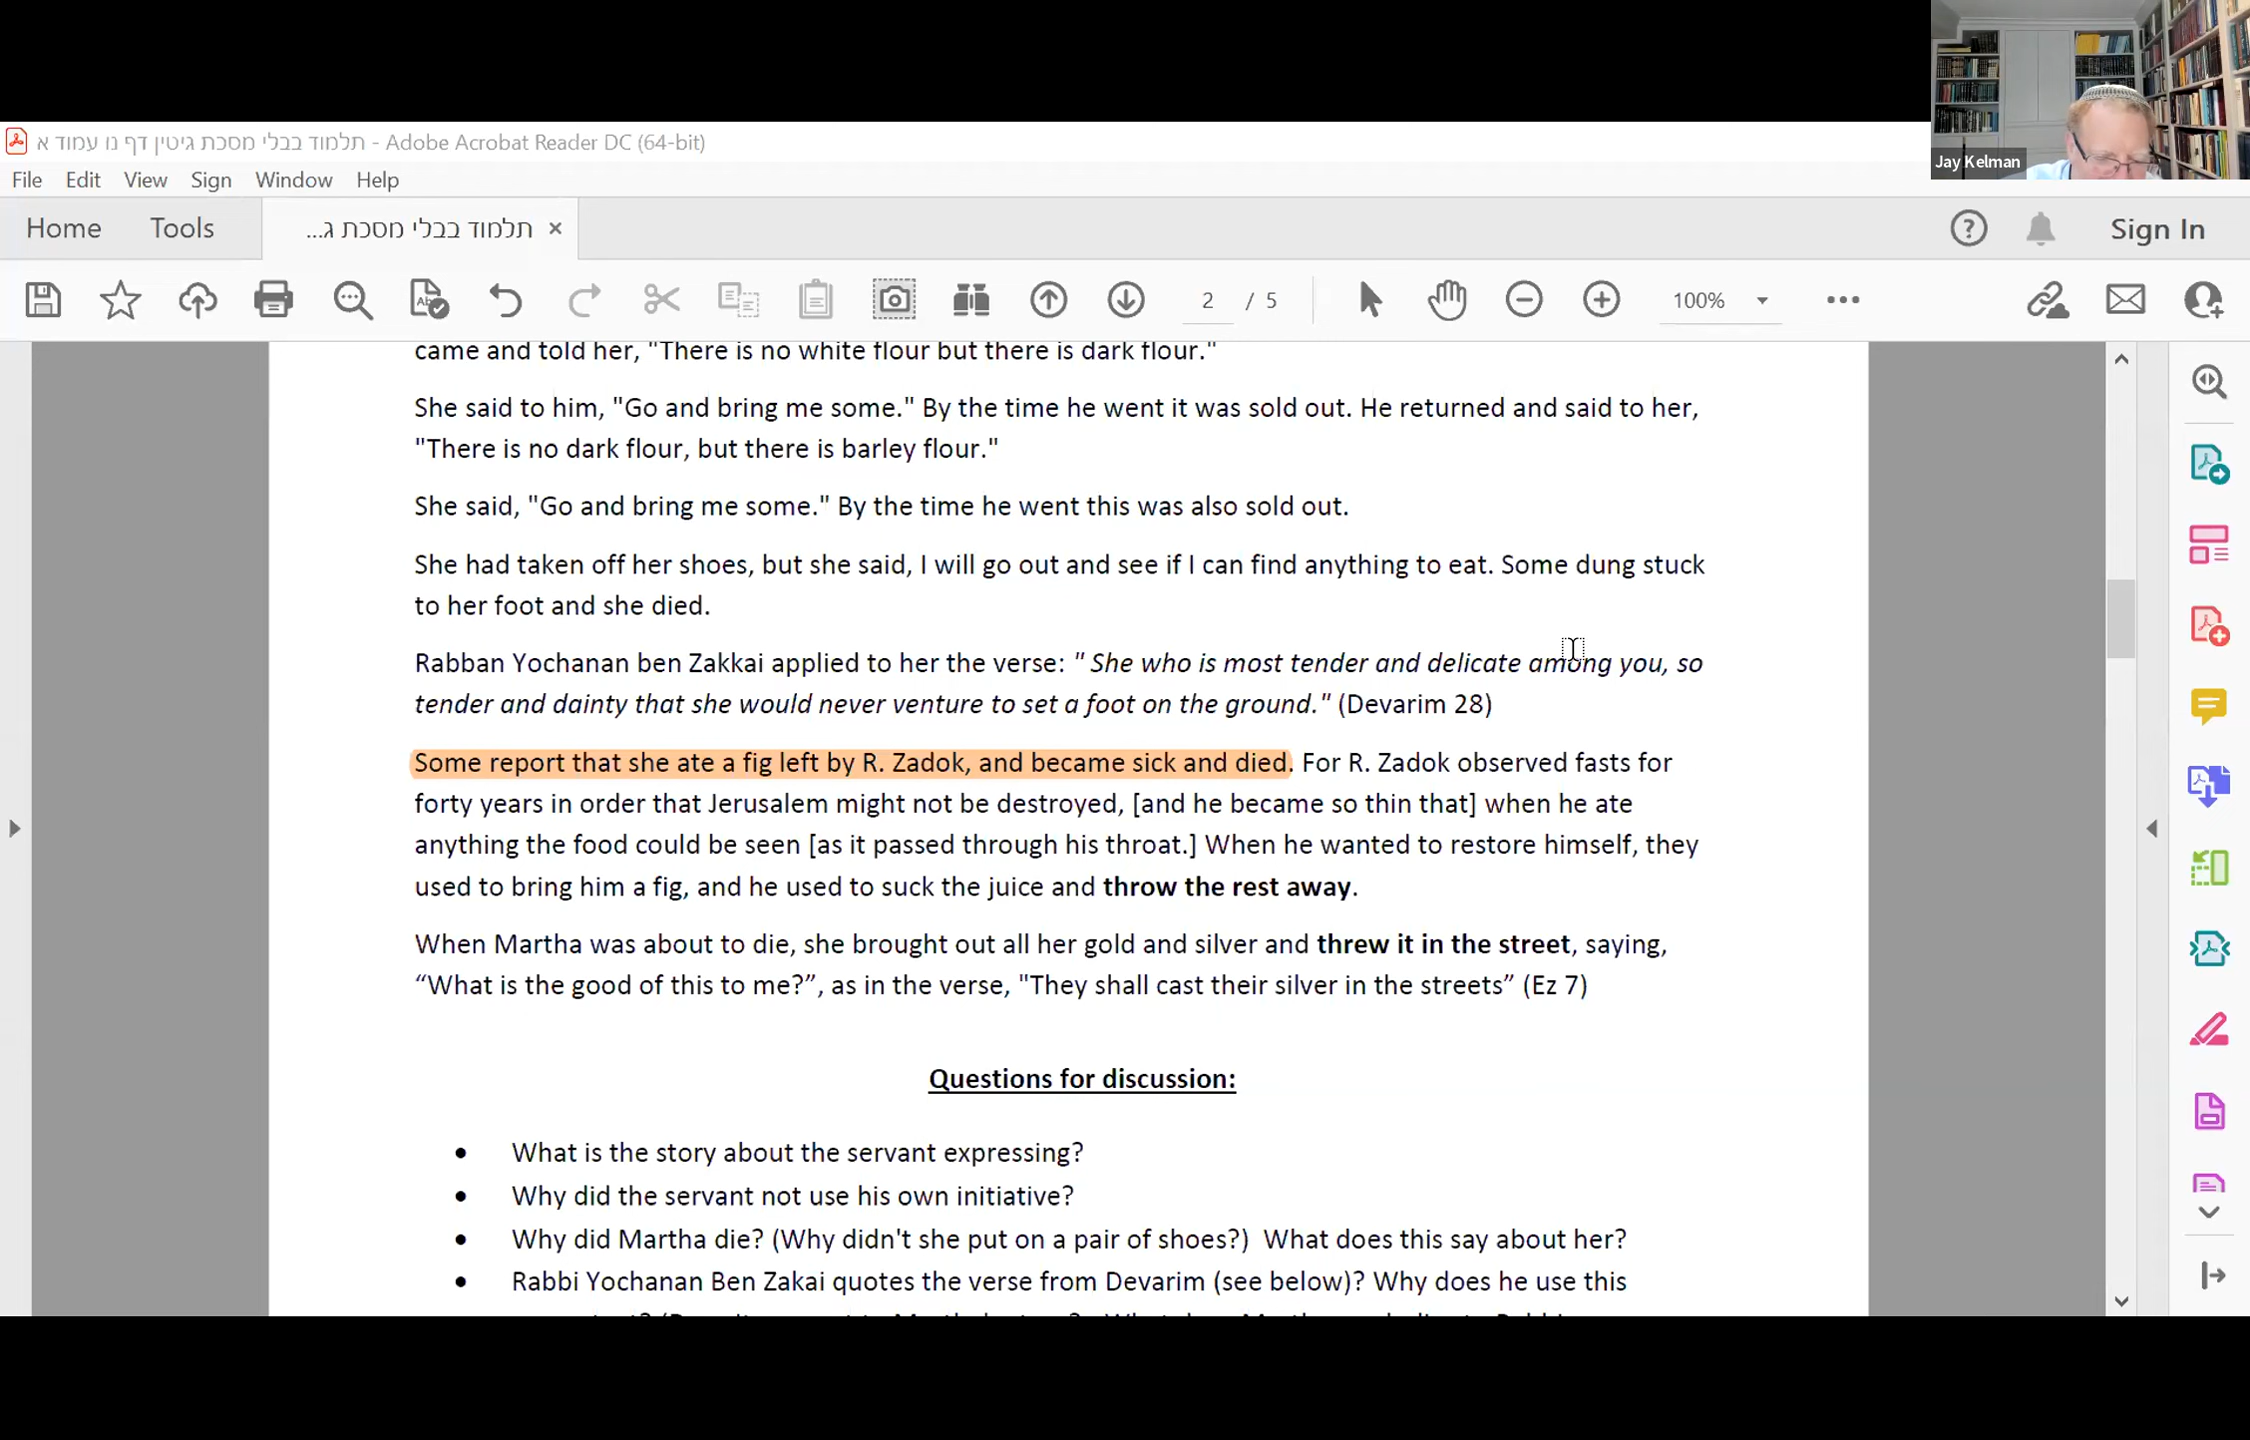 Jay Kelman
תלמוד בבלי מסכת גיטין דף נו עמוד א - Adobe Acrobat Reader DC (64-bit)
File Edit View Sign Window Help
Home Tools תלמוד בבלי מסכת ג... × Sign In
2 / 5 100%
came and told her, "There is no white flour but there is dark flour."
She said to him, "Go and bring me some." By the time he went it was sold out. He returned and said to her,
"There is no dark flour, but there is barley flour."
She said, "Go and bring me some." By the time he went this was also sold out.
She had taken off her shoes, but she said, I will go out and see if I can find anything to eat. Some dung stuck
to her foot and she died.
Rabban Yochanan ben Zakkai applied to her the verse: " She who is most tender and delicate among you, so
tender and dainty that she would never venture to set a foot on the ground." (Devarim 28)
Some report that she ate a fig left by R. Zadok, and became sick and died. For R. Zadok observed fasts for
forty years in order that Jerusalem might not be destroyed, [and he became so thin that] when he ate
anything the food could be seen [as it passed through his throat.] When he wanted to restore himself, they
used to bring him a fig, and he used to suck the juice and throw the rest away.
When Martha was about to die, she brought out all her gold and silver and threw it in the street, saying,
“What is the good of this to me?”, as in the verse, "They shall cast their silver in the streets” (Ez 7)
Questions for discussion:
• What is the story about the servant expressing?
• Why did the servant not use his own initiative?
• Why did Martha die? (Why didn't she put on a pair of shoes?) What does this say about her?
• Rabbi Yochanan Ben Zakai quotes the verse from Devarim (see below)? Why does he use this